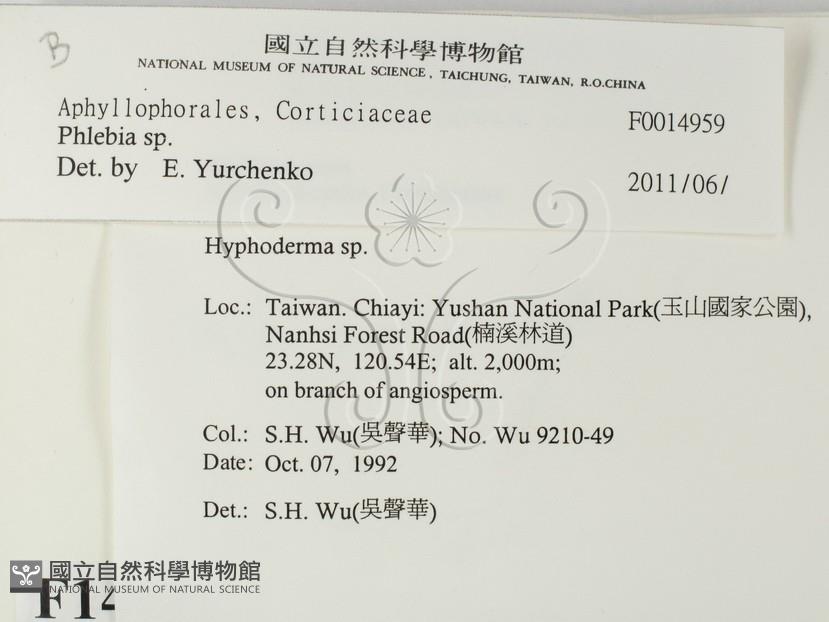 B
國立自然科學博物館
NATIONAL MUSEUM OF NATURAL SCIENCE, TAICHUNG, TAIWAN, R.O.CHINA
Aphyllophorales, Corticiaceae F0014959
Phlebia sp.
Det. by E. Yurchenko 2011/06/
Hyphoderma sp.
Loc.: Taiwan. Chiayi: Yushan National Park(玉山國家公園),
Nanhsi Forest Road(楠溪林道)
23.28N, 120.54E; alt. 2,000m;
on branch of angiosperm.
Col.: S.H. Wu(吳聲華); No. Wu 9210-49
Date: Oct. 07, 1992
Det.: S.H. Wu(吳聲華)
國立自然科學博物館
NATIONAL MUSEUM OF NATURAL SCIENCE
F14